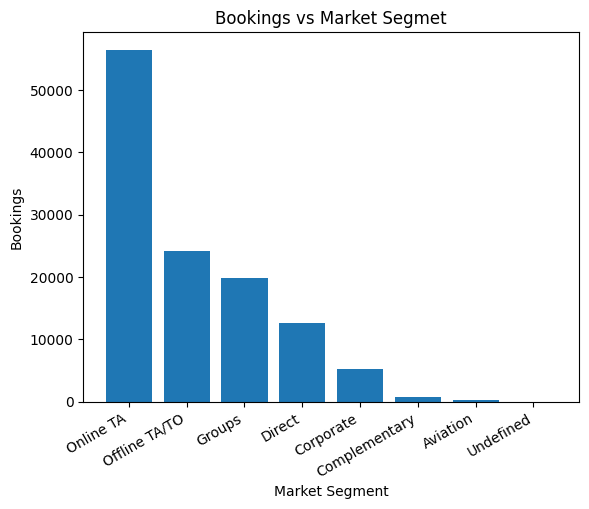 Bookings vs Market Segmet
Bookings
50000
40000
30000
20000
10000
0
Online TA
Offline TA/TO
Groups
Direct
Corporate
Complementary
Aviation
Undefined
Market Segment